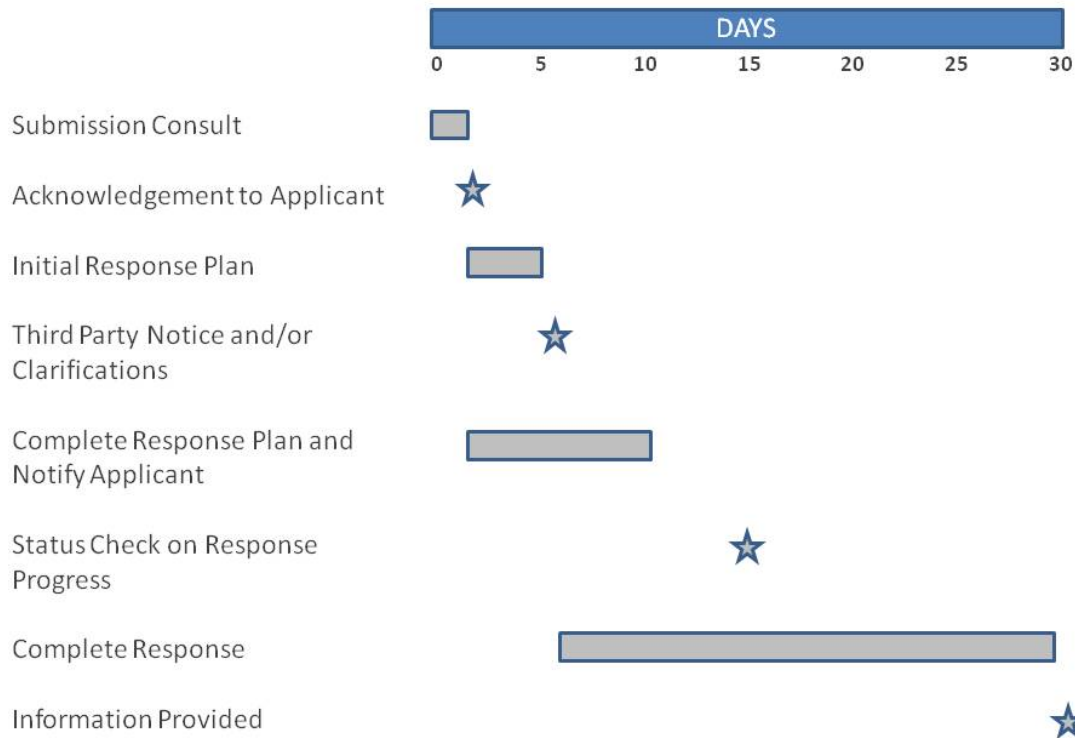 DAYS
0 5 10 15 20 25 30
Submission Consult
Acknowledgement to Applicant
Initial Response Plan
Third Party Notice and/or
Clarifications
Complete Response Plan and
Notify Applicant
Status Check on Response
Progress
Complete Response
Information Provided